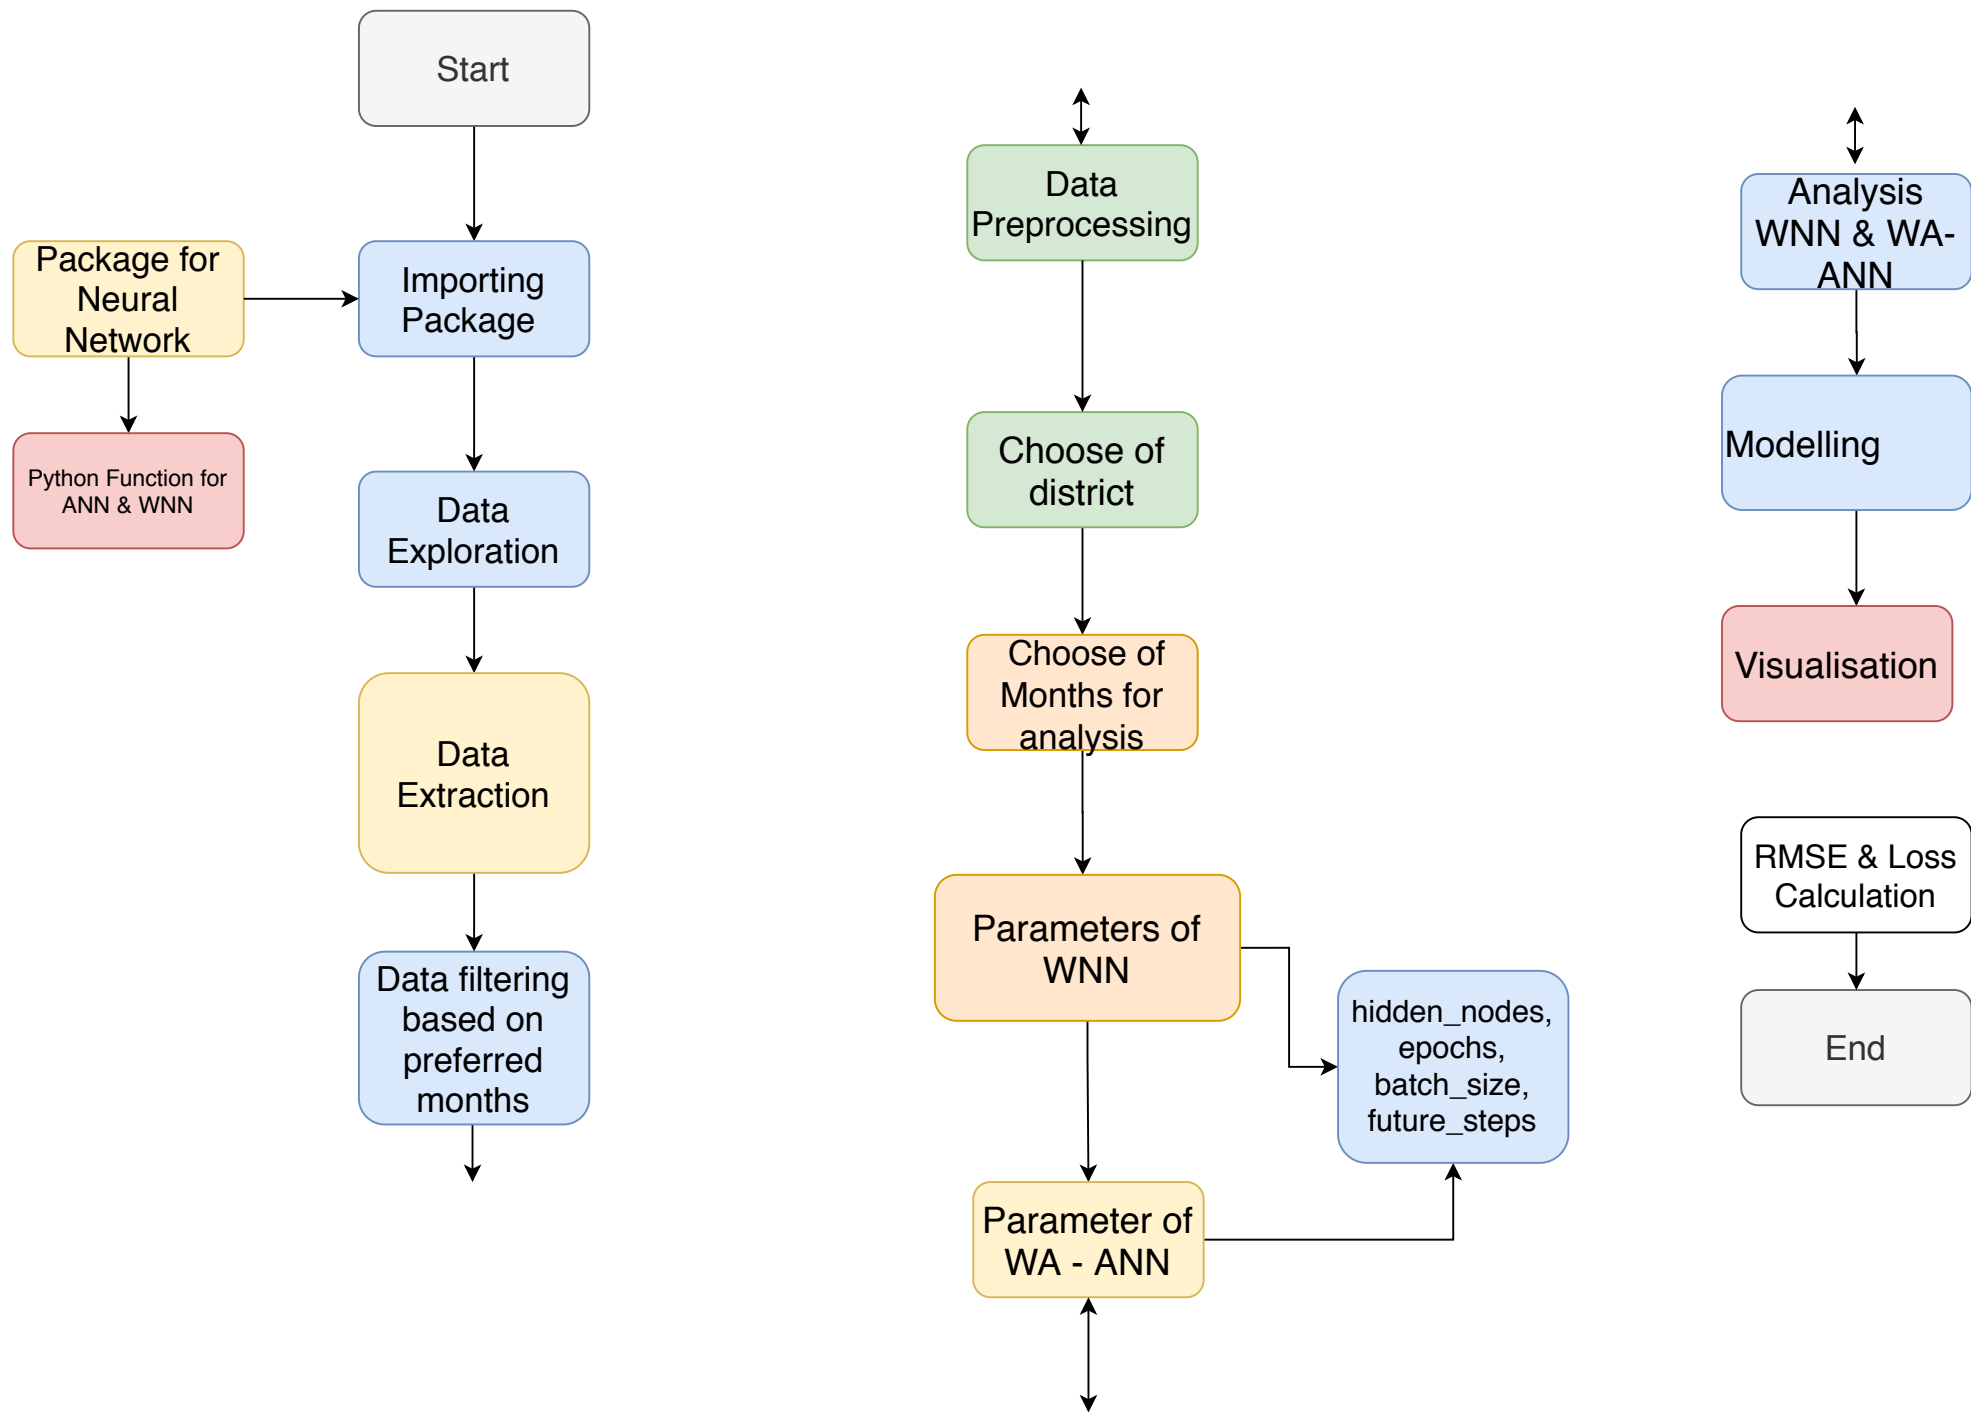 Start
Package for
Neural
Network
Importing
Package
Python Function for
ANN & WNN
Data
Exploration
Data
Extraction
Data filtering
based on
preferred
months
Data
Preprocessing
Choose of
district
Choose of
Months for
analysis
Parameters of
WNN
hidden_nodes,
epochs,
batch_size,
future_steps
Parameter of
WA - ANN
Analysis
WNN & WA-
ANN
Modelling
Visualisation
RMSE & Loss
Calculation
End